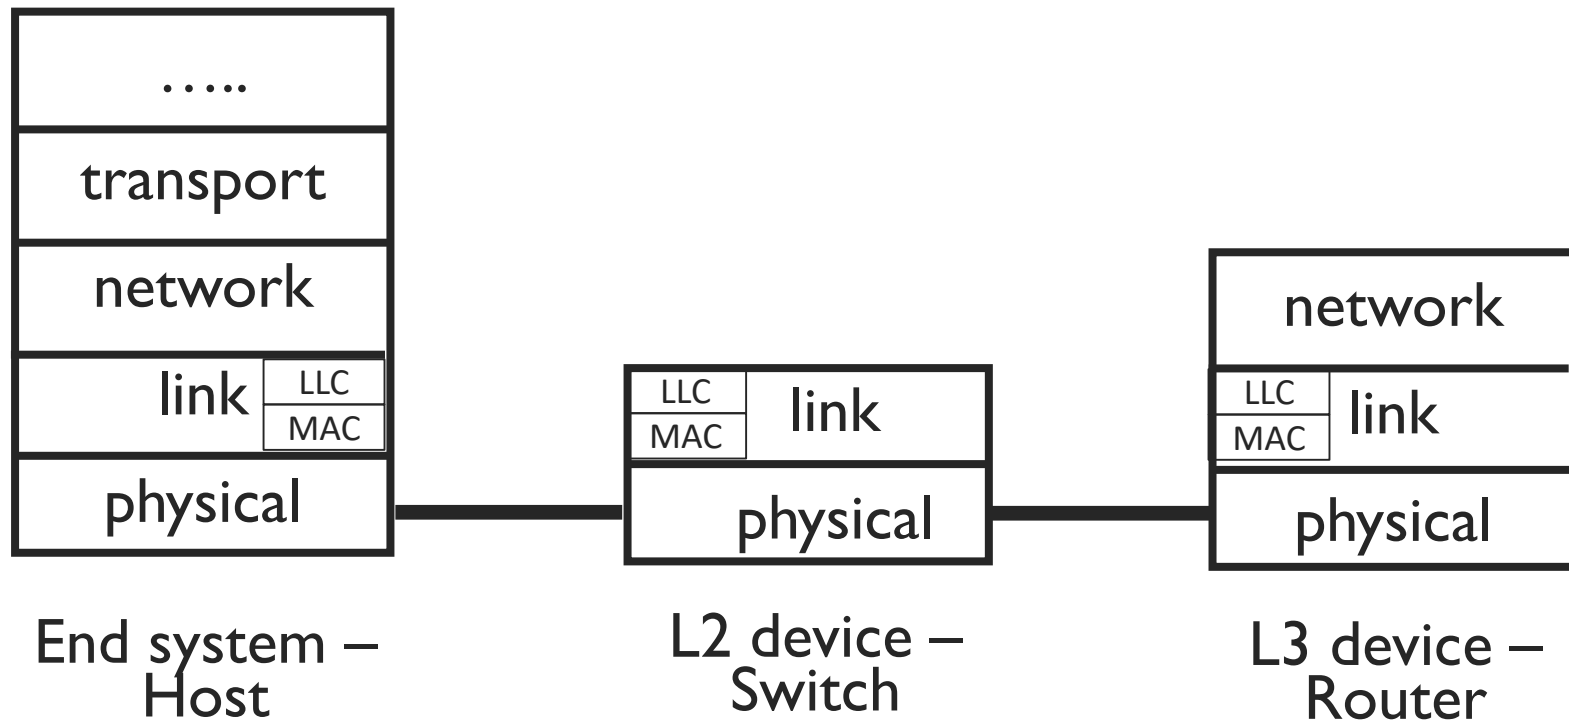 .....
transport
network
link
LLC
MAC
physical
End system –
Host
LLC
MAC
link
physical
L2 device –
Switch
network
LLC
MAC
link
physical
L3 device –
Router